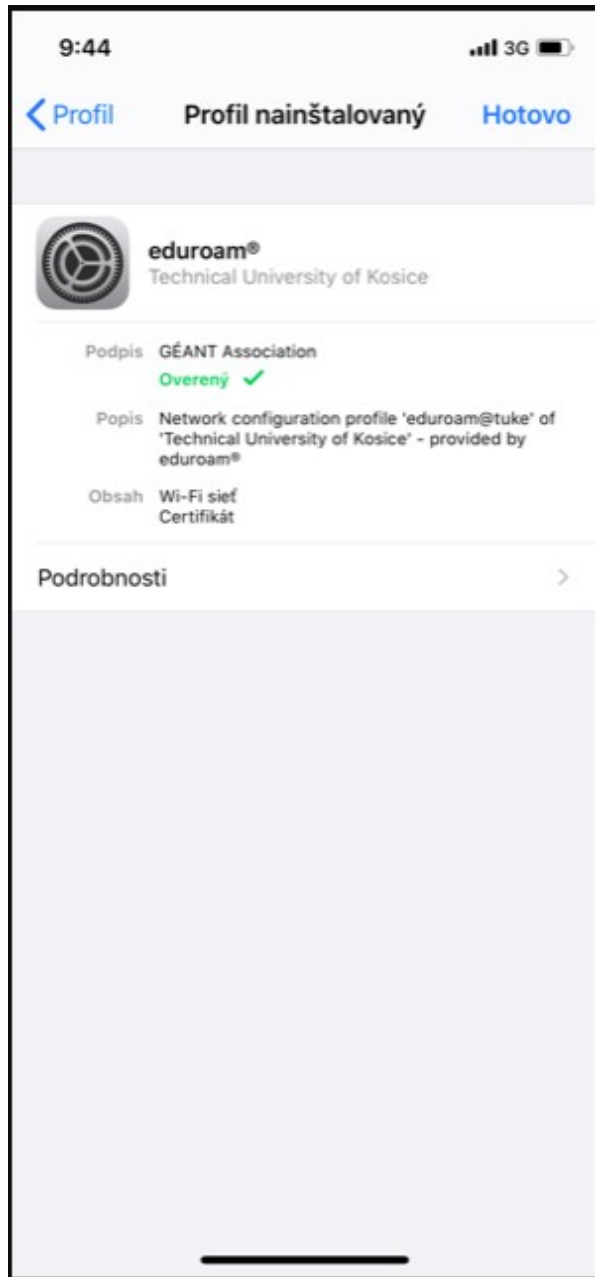 9:44
3G
Profil
Profil nainštalovaný
Hotovo
eduroam®
Technical University of Kosice
Podpis
GÉANT Association
Overený
Popis
Network configuration profile 'eduroam@tuke' of
'Technical University of Kosice' - provided by
eduroam®
Obsah
Wi-Fi sieť
Certifikát
Podrobnosti